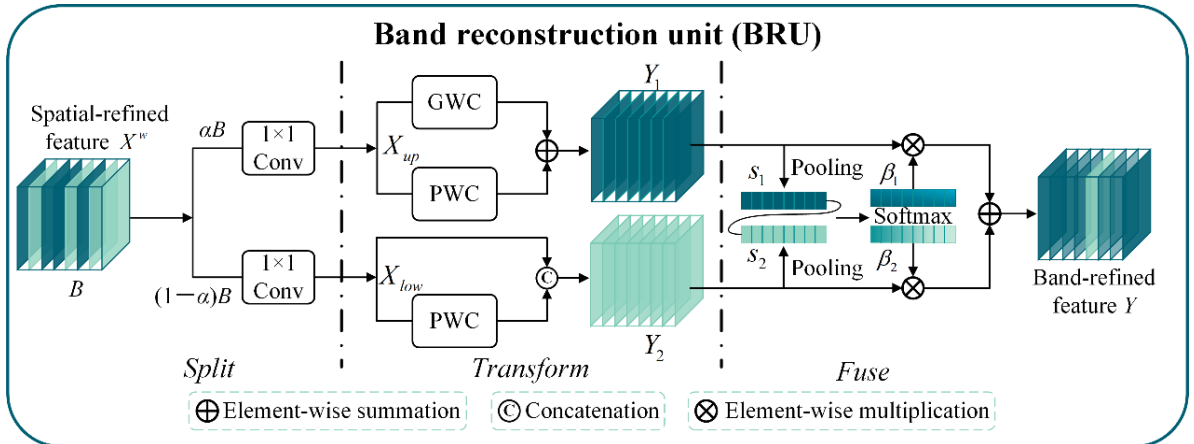 Band reconstruction unit (BRU)
Spatial-refined
feature X^w
B
αB
(1−α)B
1×1
Conv
1×1
Conv
Split
X_up
GWC
PWC
X_low
PWC
C
Y_1
Y_2
Transform
s_1
Pooling
β_1
Softmax
s_2
Pooling
β_2
Fuse
Band-refined
feature Y
⊕ Element-wise summation
Ⓒ Concatenation
⊗ Element-wise multiplication